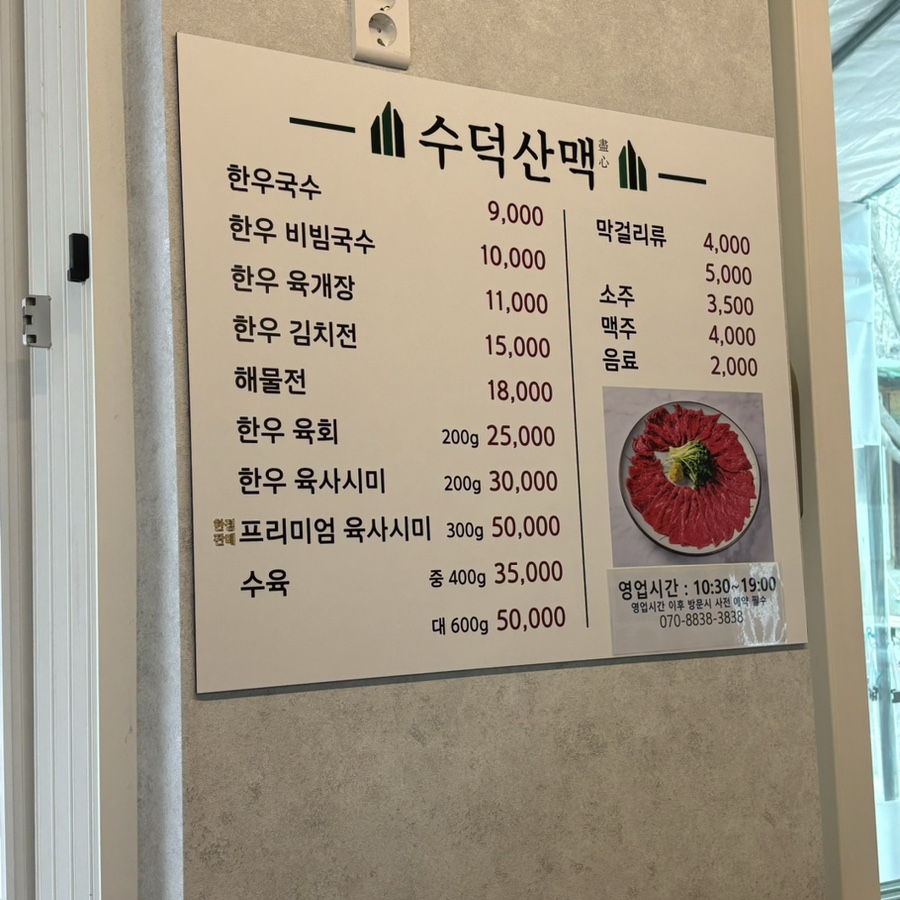 수덕산맥 盡心
한우국수 9,000
한우 비빔국수 10,000
한우 육개장 11,000
한우 김치전 15,000
해물전 18,000
한우 육회 200g 25,000
한우 육사시미 200g 30,000
한정판매 프리미엄 육사시미 300g 50,000
수육 중 400g 35,000
대 600g 50,000
막걸리류 4,000
5,000
소주 3,500
맥주 4,000
음료 2,000
영업시간 : 10:30~19:00
영업시간 이후 방문시 사전 예약 필수
070-8838-3838